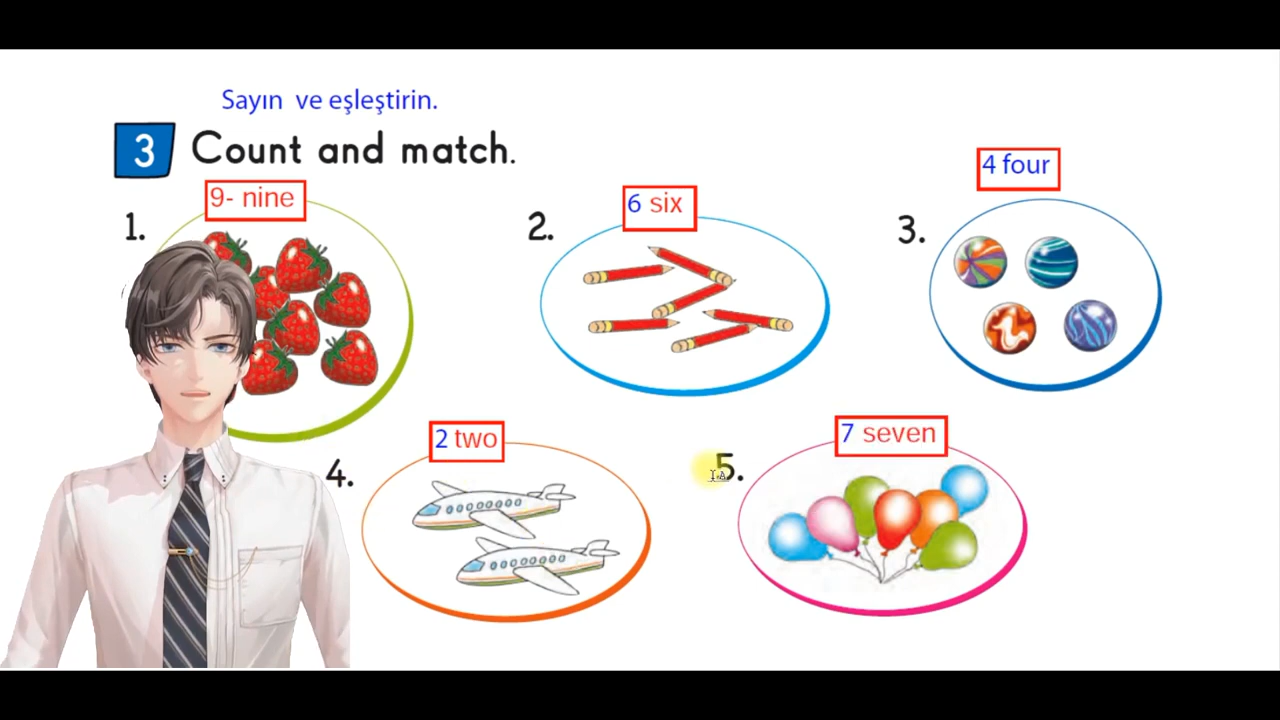 Sayın ve eşleştirin.
3 Count and match.
1.
9- nine
2.
6 six
3.
4 four
4.
2 two
5.
7 seven